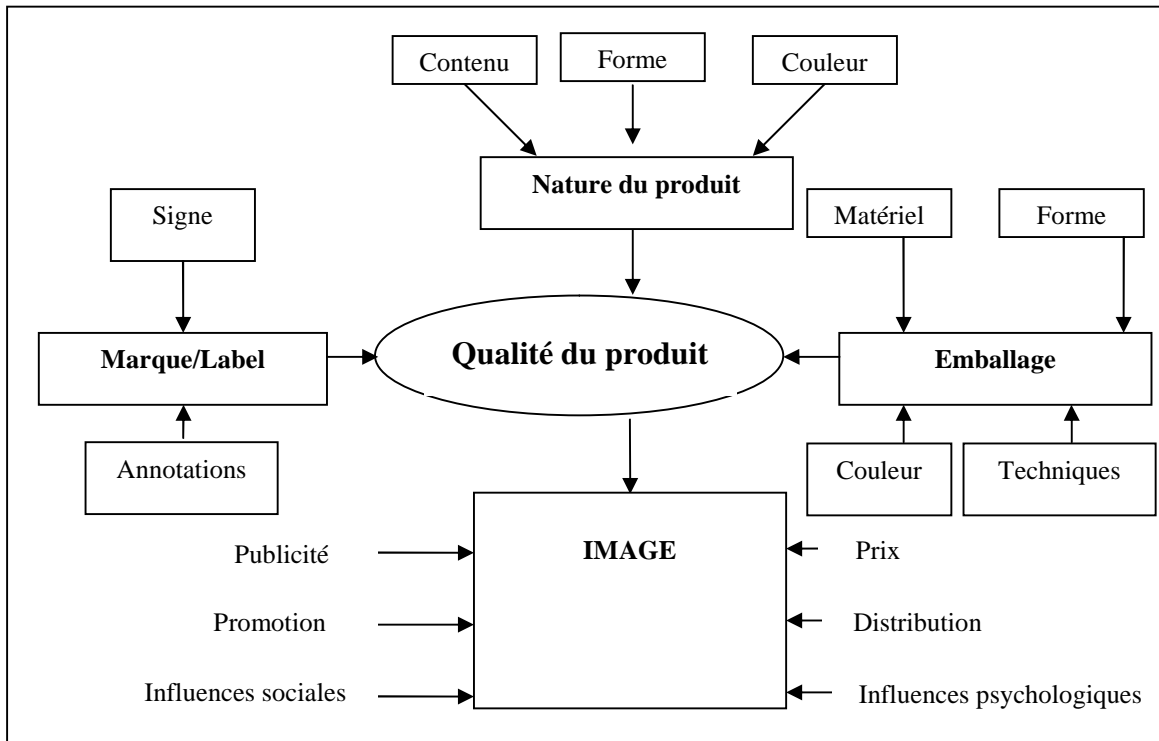 Contenu
Forme
Couleur
Nature du produit
Signe
Matériel
Forme
Marque/Label
Qualité du produit
Emballage
Annotations
Couleur
Techniques
IMAGE
Publicité
Prix
Promotion
Distribution
Influences sociales
Influences psychologiques